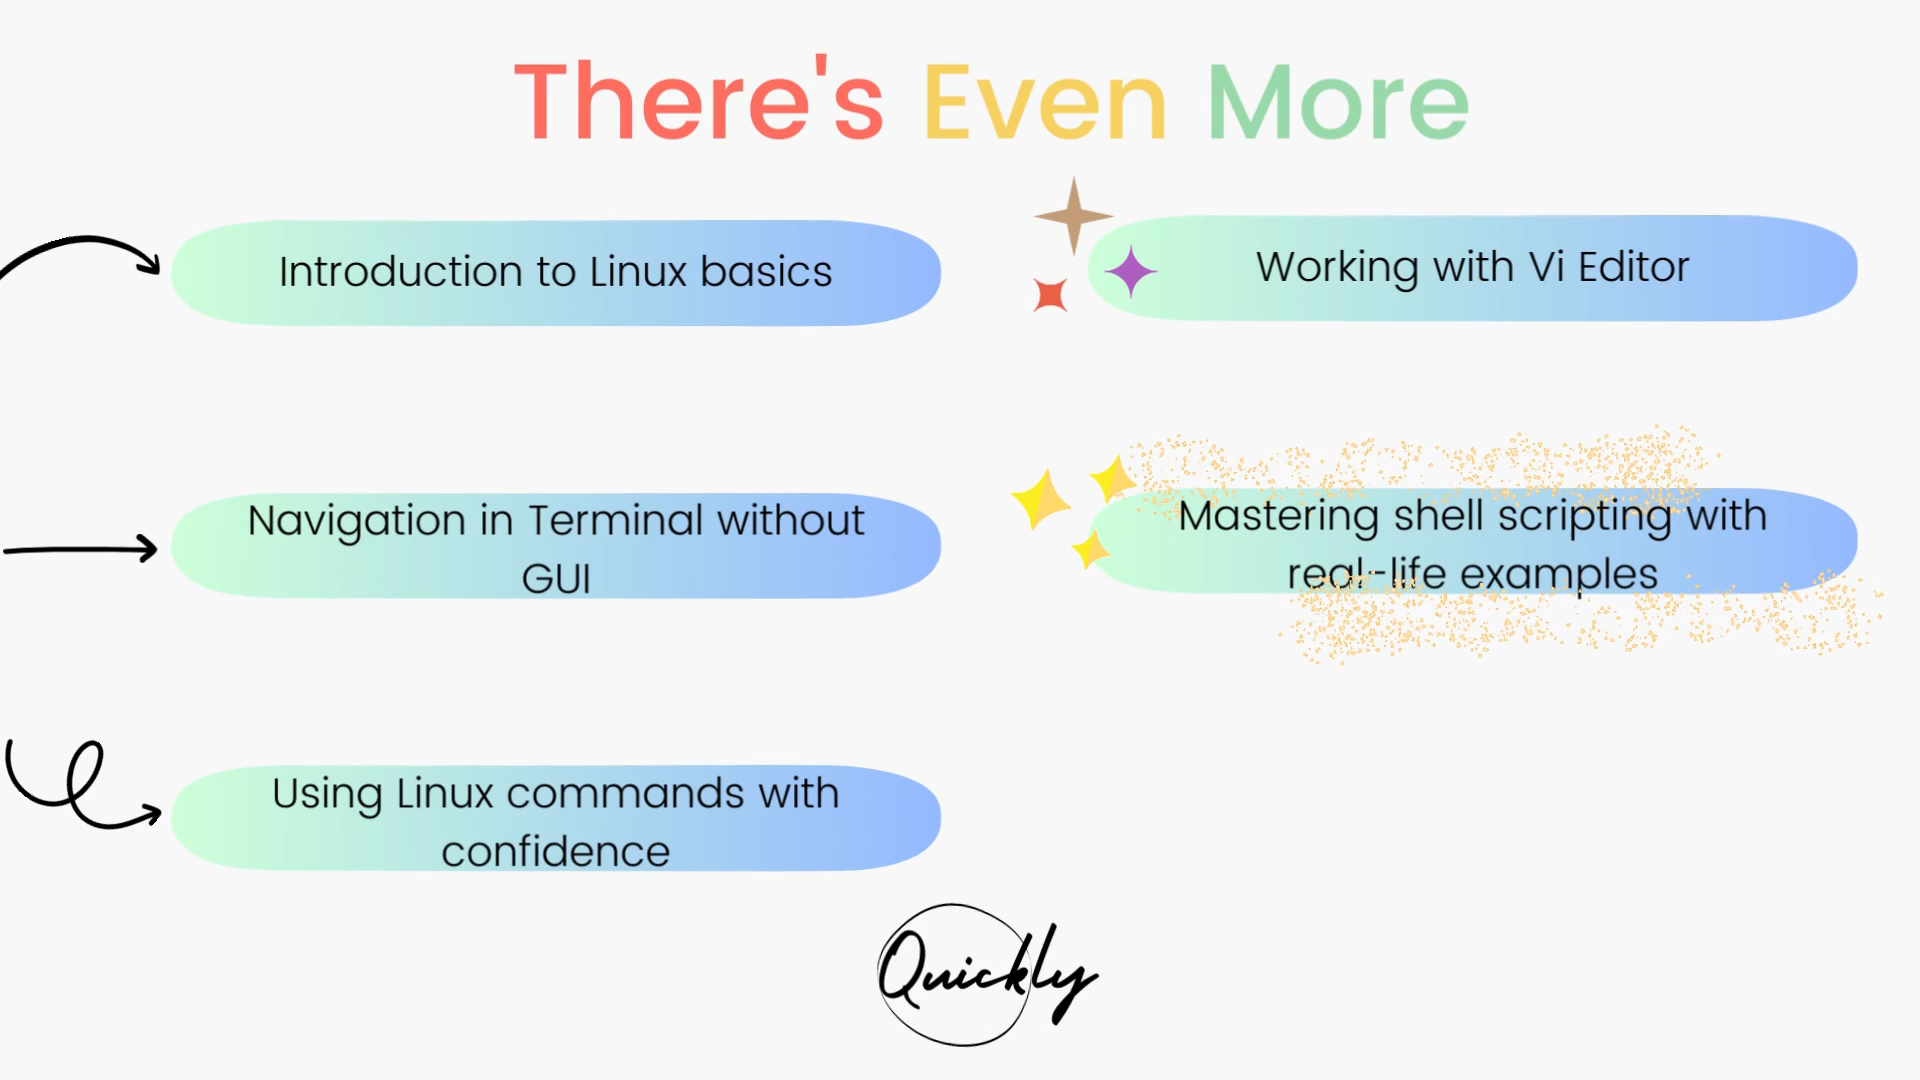 There's Even More
Introduction to Linux basics
Navigation in Terminal without
GUI
Using Linux commands with
confidence
Working with Vi Editor
Mastering shell scripting with
real-life examples
Quickly